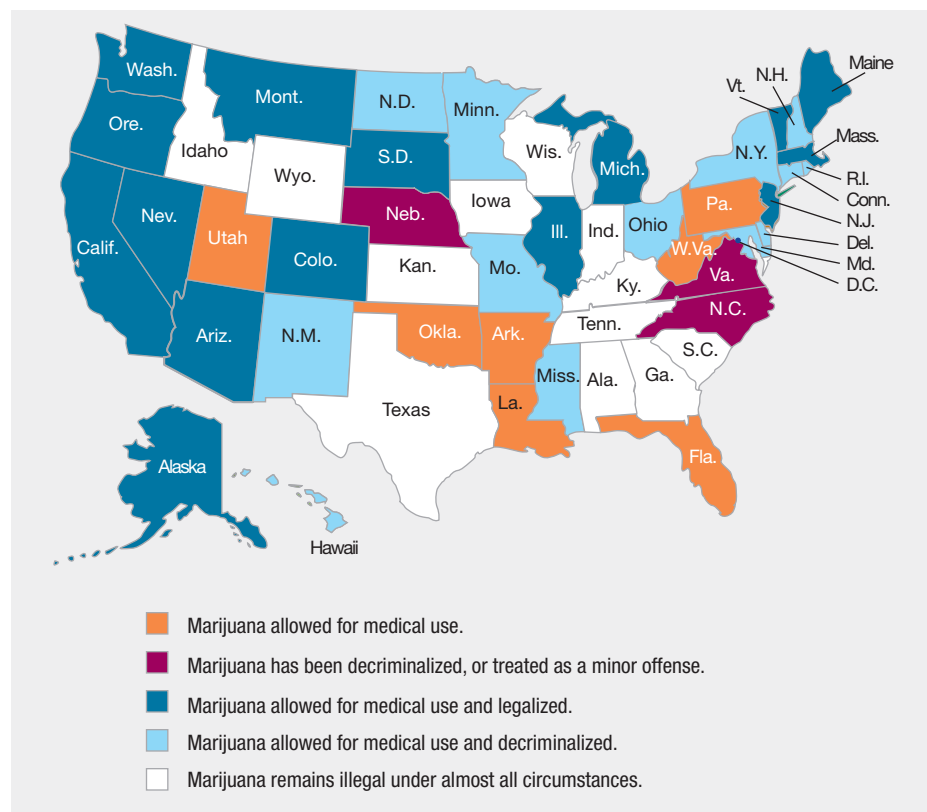 Wash.
Mont.
N.D.
Minn.
Vt.
N.H.
Maine
Ore.
Idaho
S.D.
Wis.
Mich.
N.Y.
Mass.
Wyo.
R.I.
Conn.
Nev.
Neb.
Iowa
Ill.
Ind.
Ohio
Pa.
N.J.
Calif.
Utah
Colo.
Kan.
Mo.
Ky.
W.Va.
Va.
Del.
Md.
D.C.
Ariz.
N.M.
Okla.
Ark.
Tenn.
N.C.
S.C.
Texas
La.
Miss.
Ala.
Ga.
Fla.
Alaska
Hawaii
Marijuana allowed for medical use.
Marijuana has been decriminalized, or treated as a minor offense.
Marijuana allowed for medical use and legalized.
Marijuana allowed for medical use and decriminalized.
Marijuana remains illegal under almost all circumstances.